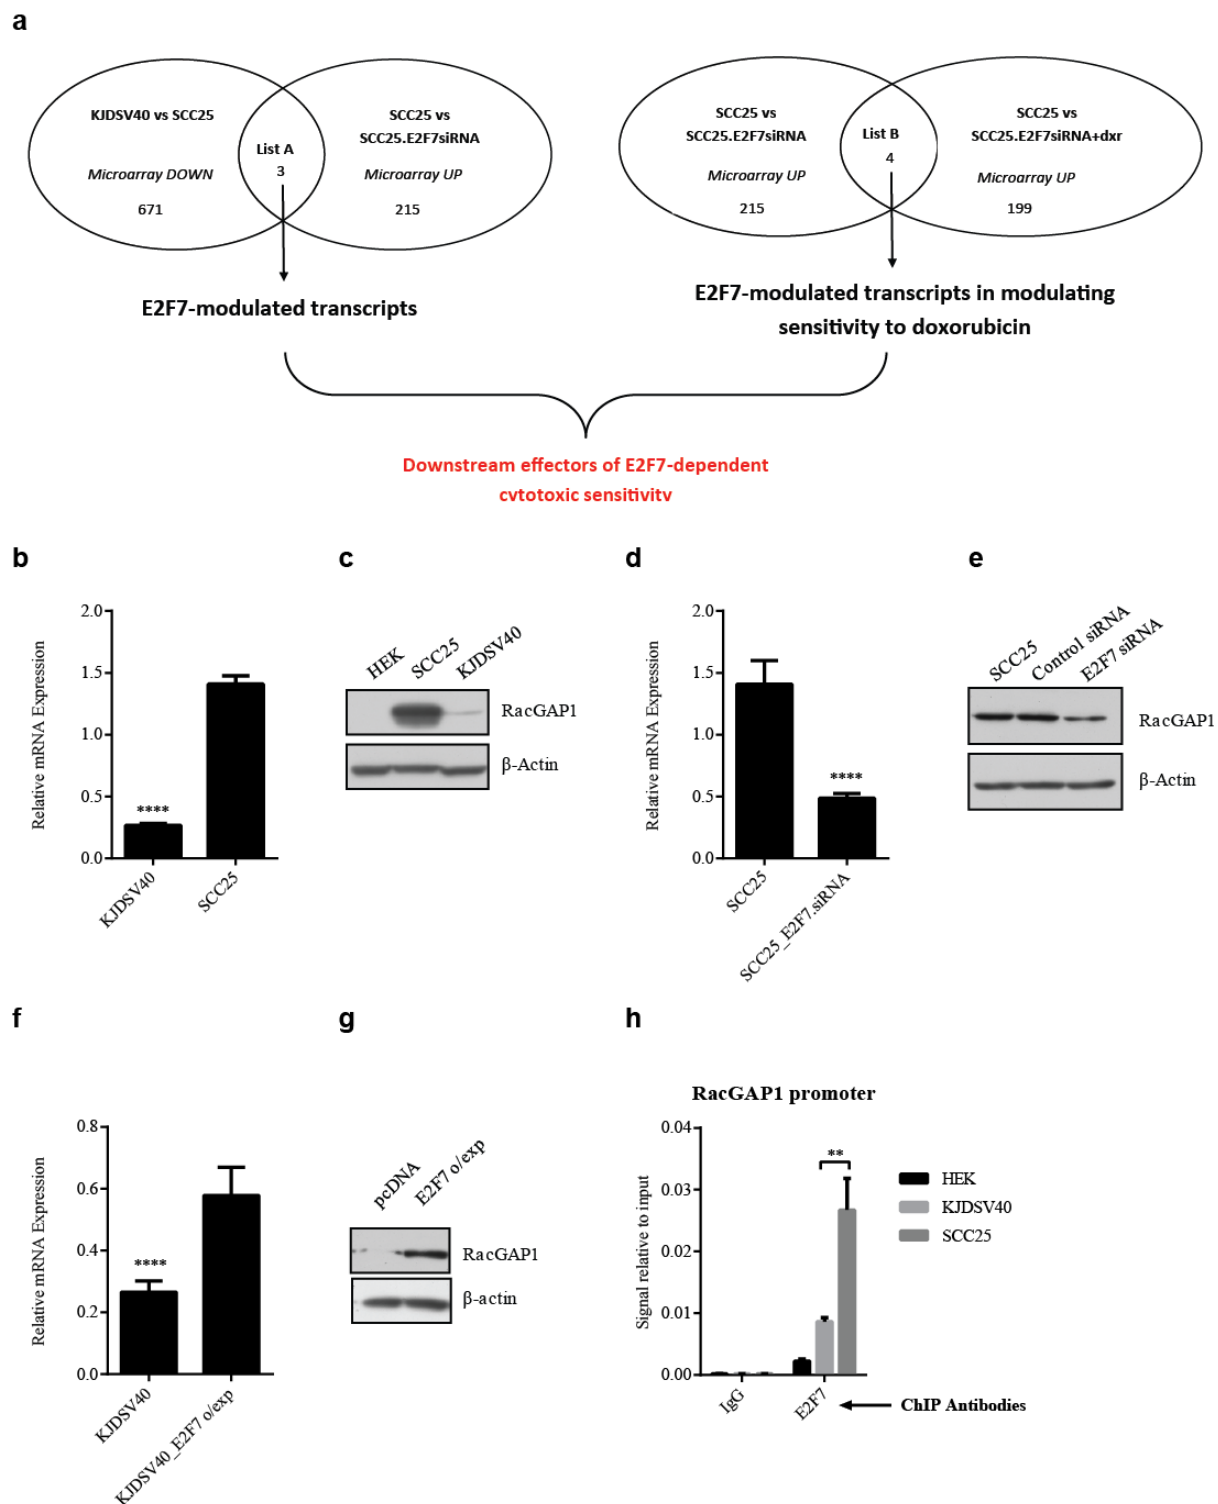 a
KJDSV40 vs SCC25
Microarray DOWN
671
List A
3
SCC25 vs
SCC25.E2F7siRNA
Microarray UP
215
SCC25 vs
SCC25.E2F7siRNA
Microarray UP
215
List B
4
SCC25 vs
SCC25.E2F7siRNA+dxr
Microarray UP
199
E2F7-modulated transcripts
E2F7-modulated transcripts in modulating
sensitivity to doxorubicin
Downstream effectors of E2F7-dependent
cytotoxic sensitivity
b
Relative mRNA Expression
2.0
1.5
1.0
0.5
0.0
****
KJDSV40
SCC25
c
HEK
SCC25
KJDSV40
RacGAP1
β-Actin
d
Relative mRNA Expression
2.0
1.5
1.0
0.5
0.0
****
SCC25
SCC25_E2F7.siRNA
e
SCC25
Control siRNA
E2F7 siRNA
RacGAP1
β-Actin
f
Relative mRNA Expression
0.8
0.6
0.4
0.2
0.0
****
KJDSV40
KJDSV40_E2F7 o/exp
g
pcDNA
E2F7 o/exp
RacGAP1
β-actin
h
RacGAP1 promoter
Signal relative to input
0.04
0.03
0.02
0.01
0.00
**
IgG
E2F7
ChIP Antibodies
HEK
KJDSV40
SCC25